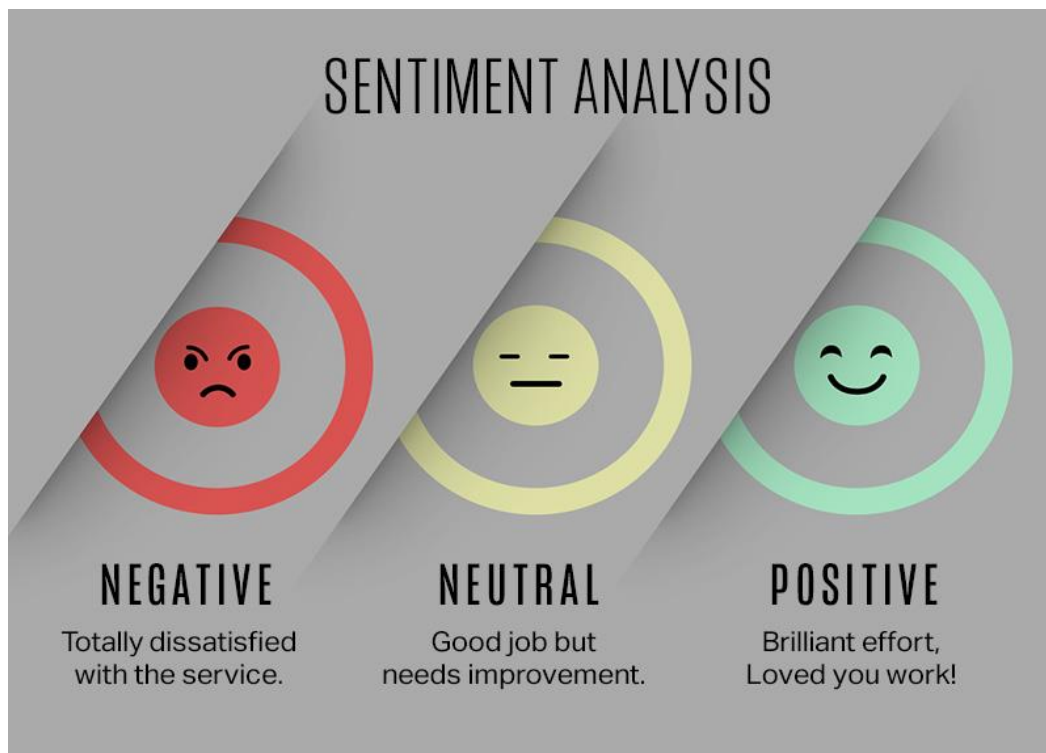 SENTIMENT ANALYSIS
NEGATIVE
Totally dissatisfied
with the service.
NEUTRAL
Good job but
needs improvement.
POSITIVE
Brilliant effort,
Loved you work!